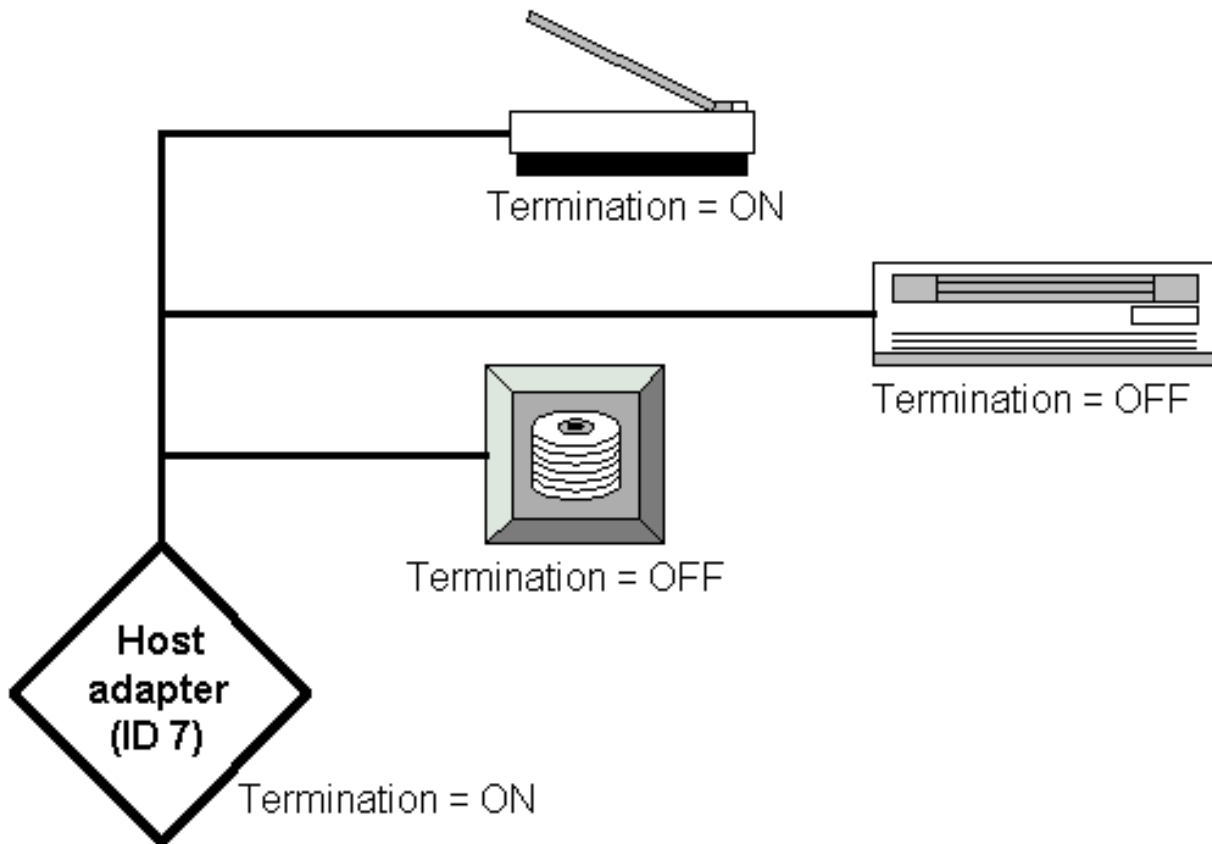 Termination = ON
Termination = OFF
Termination = OFF
Host
adapter
(ID 7)
Termination = ON